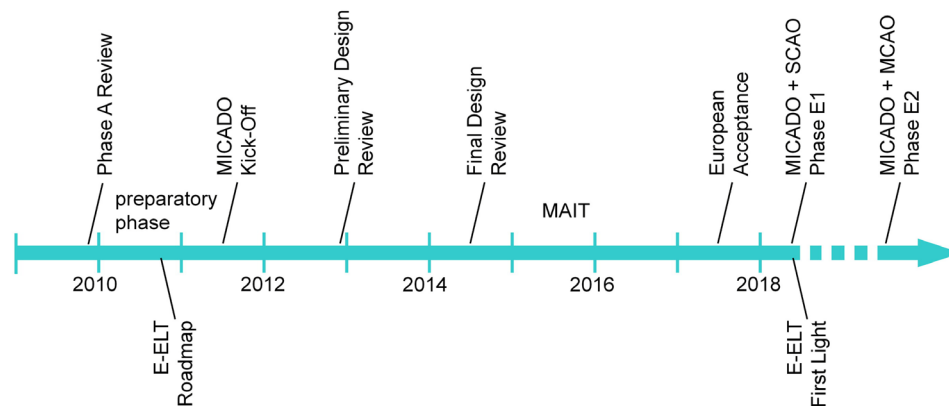 Phase A Review
MICADO
Kick-Off
Preliminary Design
Review
Final Design
Review
European
Acceptance
MICADO + SCAO
Phase E1
MICADO + MCAO
Phase E2
preparatory
phase
MAIT
2010
2012
2014
2016
2018
E-ELT
Roadmap
E-ELT
First Light